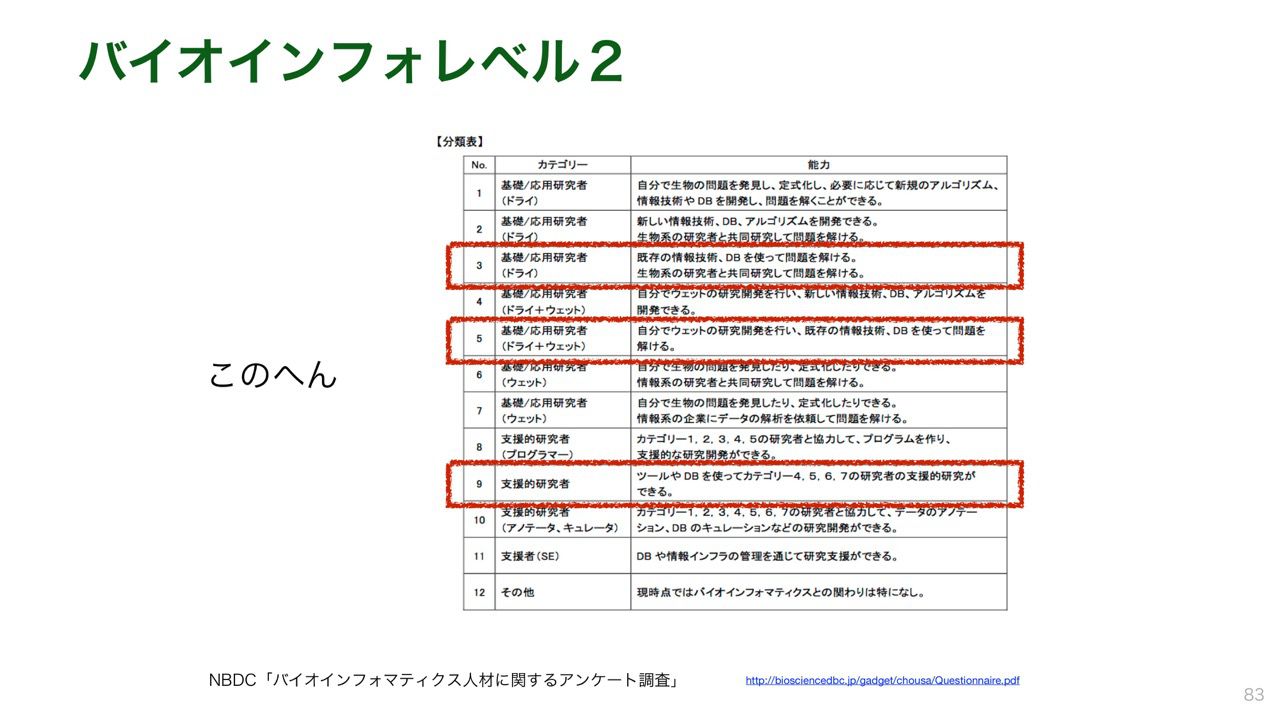 バイオインフォレベル２
【分類表】
No. カテゴリー 能力
1 基礎/応用研究者 自分で生物の問題を発見し、定式化し、必要に応じて新規のアルゴリズム、
（ドライ） 情報技術や DB を開発し、問題を解くことができる。
2 基礎/応用研究者 新しい情報技術、DB、アルゴリズムを開発できる。
（ドライ） 生物系の研究者と共同研究して問題を解ける。
3 基礎/応用研究者 既存の情報技術、DB を使って問題を解ける。
（ドライ） 生物系の研究者と共同研究して問題を解ける。
4 基礎/応用研究者 自分でウェットの研究開発を行い、新しい情報技術、DB、アルゴリズムを
（ドライ＋ウェット） 開発できる。
5 基礎/応用研究者 自分でウェットの研究開発を行い、既存の情報技術、DB を使って問題を
（ドライ＋ウェット） 解ける。
6 基礎/応用研究者 自分で生物の問題を発見したり、定式化したりできる。
（ウェット） 情報系の研究者と共同研究して問題を解ける。
7 基礎/応用研究者 自分で生物の問題を発見したり、定式化したりできる。
（ウェット） 情報系の企業にデータの解析を依頼して問題を解ける。
8 支援的研究者 カテゴリー1，2，3，4，5の研究者と協力して、プログラムを作り、
（プログラマー） 支援的な研究開発ができる。
9 支援的研究者 ツールや DB を使ってカテゴリー4，5，6，7の研究者の支援的研究が
できる。
10 支援的研究者 カテゴリー1，2，3，4，5，6，7の研究者と協力して、データのアノテー
（アノテータ、キュレータ） ション、DB のキュレーションなどの研究開発ができる。
11 支援者（SE） DB や情報インフラの管理を通じて研究支援ができる。
12 その他 現時点ではバイオインフォマティクスとの関わりは特になし。
このへん
NBDC「バイオインフォマティクス人材に関するアンケート調査」 http://biosciencedbc.jp/gadget/chousa/Questionnaire.pdf
83